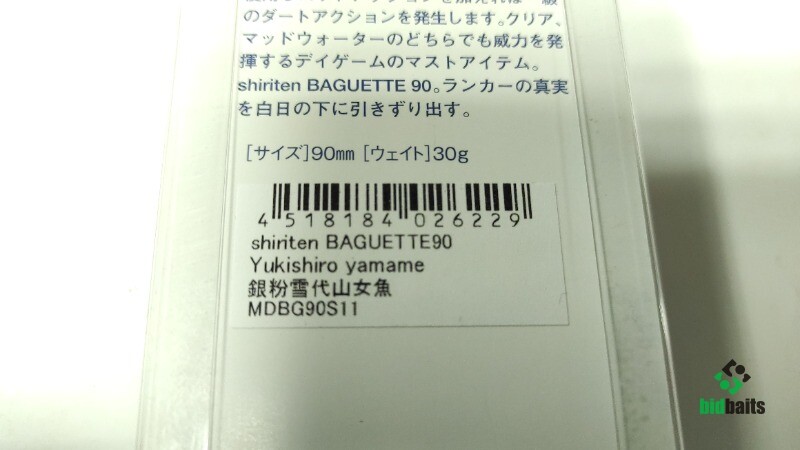 のダートアクションを発生します。クリア、
マッドウォーターのどちらでも威力を発
揮するデイゲームのマストアイテム。
shiriten BAGUETTE 90。ランカーの真実
を白日の下に引きずり出す。
[サイズ]90㎜ [ウェイト]30g
4 518184 026229
shiriten BAGUETTE90
Yukishiro yamame
銀粉雪代山女魚
MDBG90S11
bidbaits